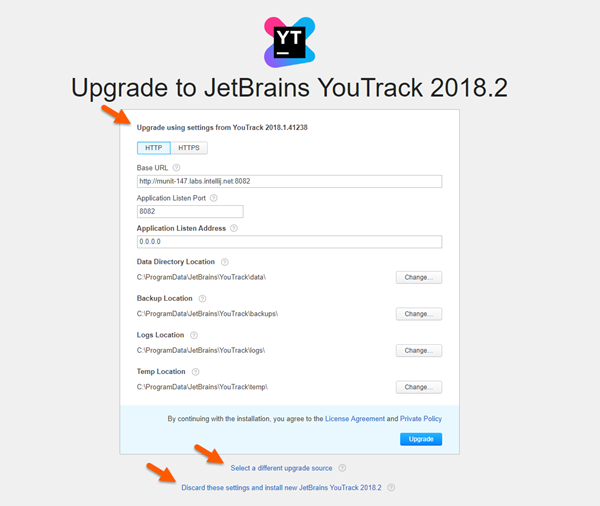 YT
Upgrade to JetBrains YouTrack 2018.2
Upgrade using settings from YouTrack 2018.1.41238
HTTP HTTPS
Base URL ?
http://munit-147.labs.intellij.net:8082
Application Listen Port ?
8082
Application Listen Address ?
0.0.0.0
Data Directory Location ?
C:\ProgramData\JetBrains\YouTrack\data\ Change...
Backup Location ?
C:\ProgramData\JetBrains\YouTrack\backups\ Change...
Logs Location ?
C:\ProgramData\JetBrains\YouTrack\logs\ Change...
Temp Location ?
C:\ProgramData\JetBrains\YouTrack\temp\ Change...
By continuing with the installation, you agree to the License Agreement and Privacy Policy
Upgrade
Select a different upgrade source ?
Discard these settings and install new JetBrains YouTrack 2018.2 ?